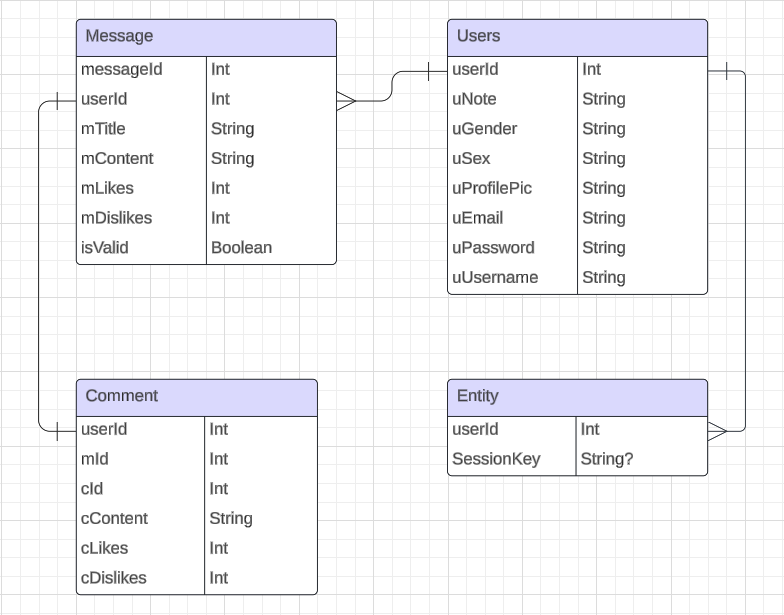 Message
messageId Int
userId Int
mTitle String
mContent String
mLikes Int
mDislikes Int
isValid Boolean
Users
userId Int
uNote String
uGender String
uSex String
uProfilePic String
uEmail String
uPassword String
uUsername String
Comment
userId Int
mId Int
cId Int
cContent String
cLikes Int
cDislikes Int
Entity
userId Int
SessionKey String?